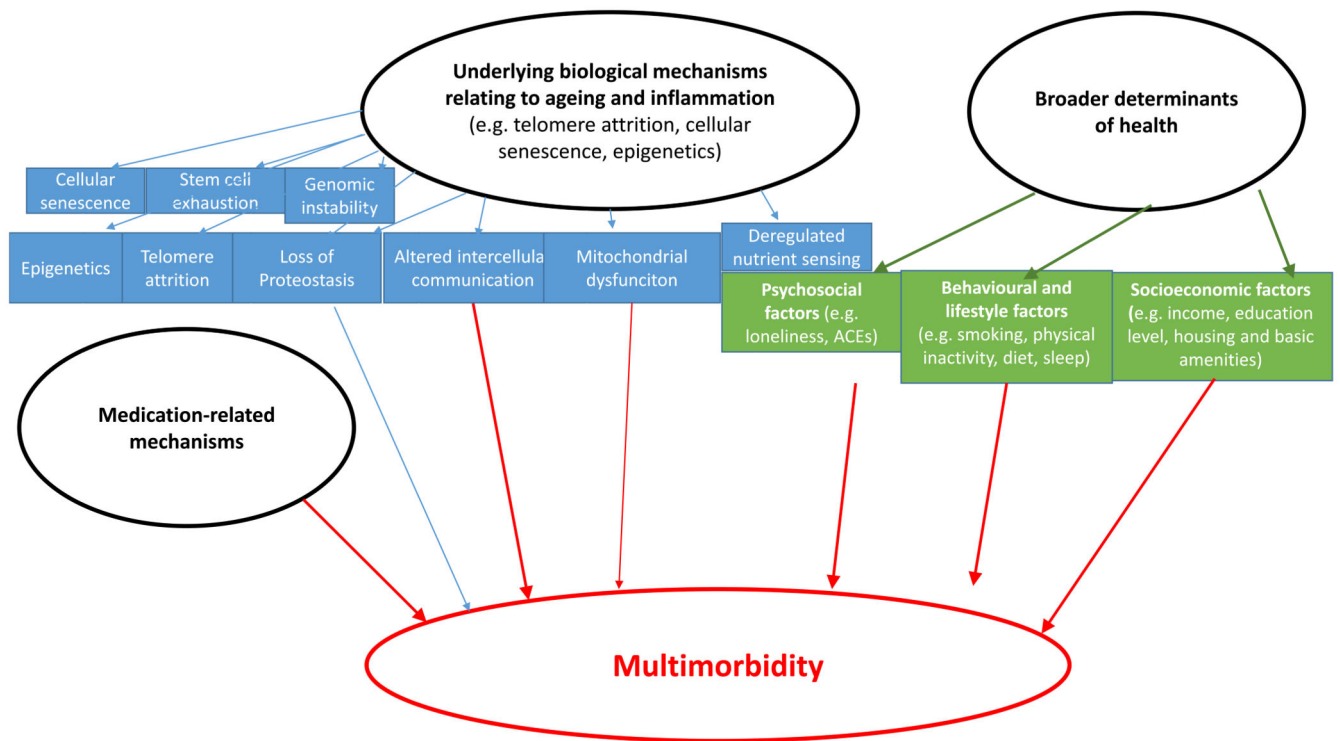 Underlying biological mechanisms
relating to ageing and inflammation
(e.g. telomere attrition, cellular
senescence, epigenetics)
Broader determinants
of health
Cellular
senescence
Stem cell
exhaustion
Genomic
instability
Epigenetics
Telomere
attrition
Loss of
Proteostasis
Altered intercellula
communication
Mitochondrial
dysfunciton
Deregulated
nutrient sensing
Psychosocial
factors (e.g.
loneliness, ACEs)
Behavioural and
lifestyle factors
(e.g. smoking, physical
inactivity, diet, sleep)
Socioeconomic factors
(e.g. income, education
level, housing and basic
amenities)
Medication-related
mechanisms
Multimorbidity